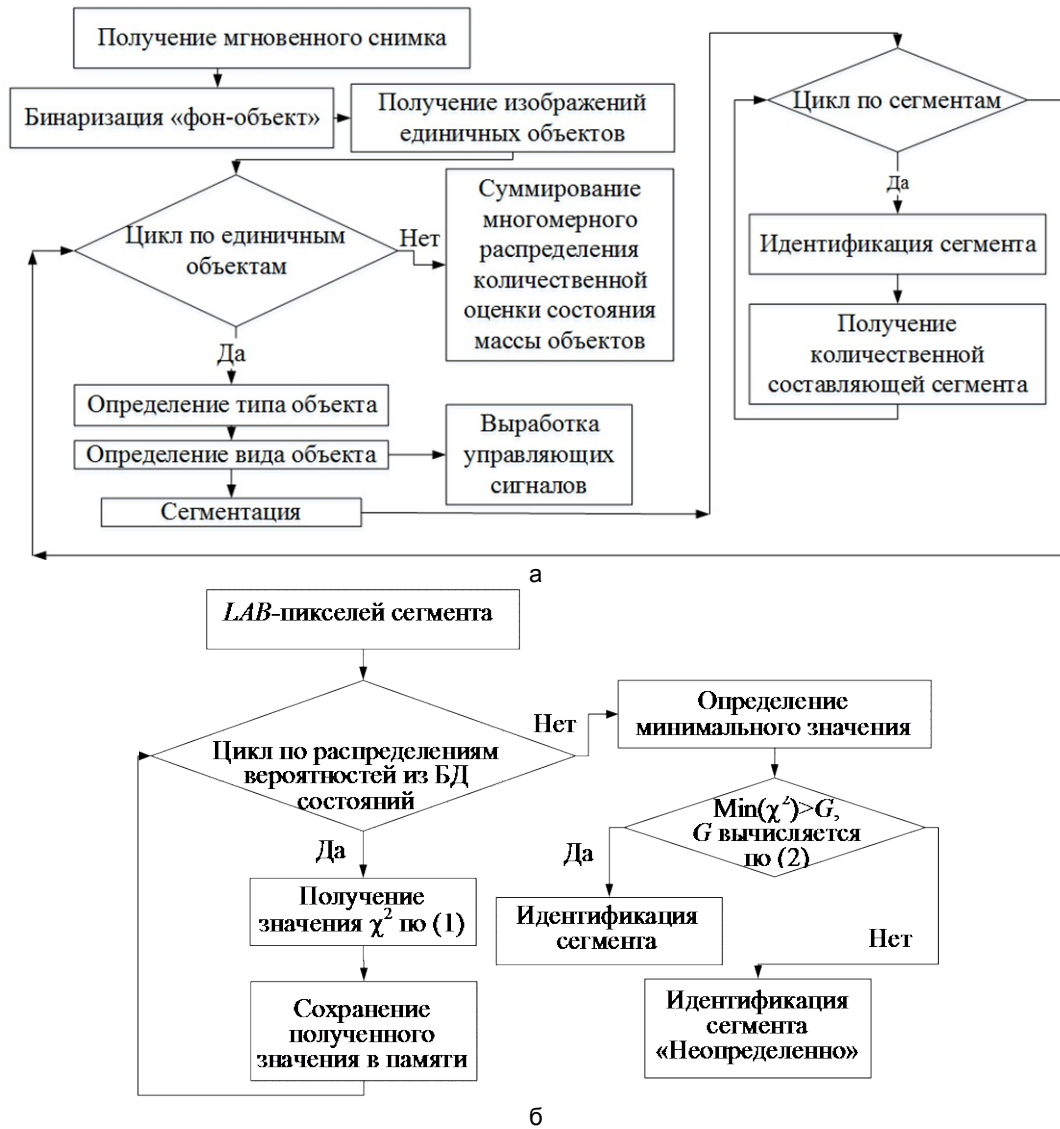 Получение мгновенного снимка
Бинаризация «фон-объект»
Получение изображений
единичных объектов
Цикл по единичным
объектам
Нет
Суммирование
многомерного
распределения
количественной
оценки состояния
массы объектов
Да
Определение типа объекта
Определение вида объекта
Выработка
управляющих
сигналов
Сегментация
Цикл по сегментам
Да
Идентификация сегмента
Получение
количественной
составляющей сегмента
а
LAB-пикселей сегмента
Цикл по распределениям
вероятностей из БД
состояний
Нет
Определение
минимального значения
Да
Получение
значения χ² по (1)
Сохранение
полученного
значения в памяти
Min(χ²)>G,
G вычисляется
по (2)
Да
Идентификация
сегмента
Нет
Идентификация
сегмента
«Неопределенно»
б